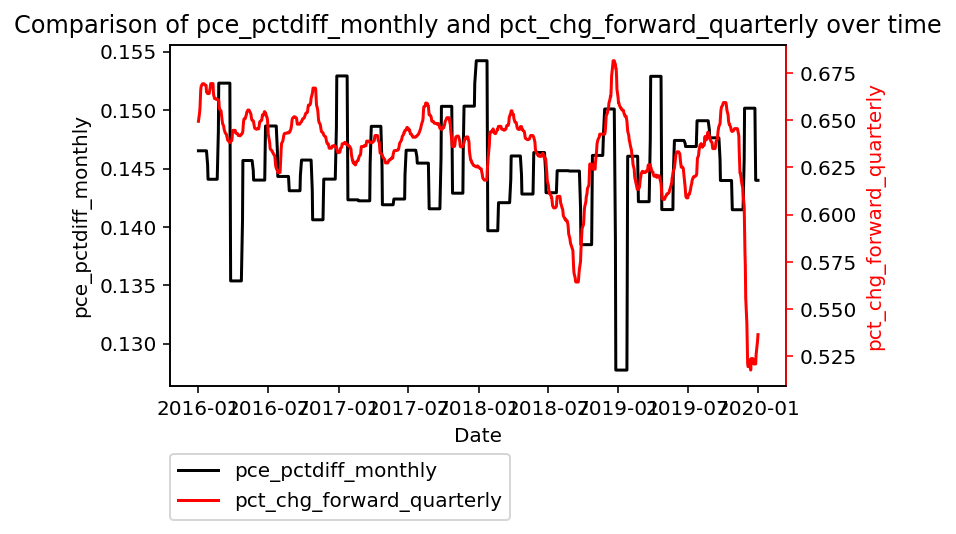 Comparison of pce_pctdiff_monthly and pct_chg_forward_quarterly over time
0.155
0.150
0.145
0.140
0.135
0.130
pce_pctdiff_monthly
0.675
0.650
0.625
0.600
0.575
0.550
0.525
pct_chg_forward_quarterly
2016-01 2016-07 2017-01 2017-07 2018-01 2018-07 2019-01 2019-07 2020-01
Date
pce_pctdiff_monthly
pct_chg_forward_quarterly